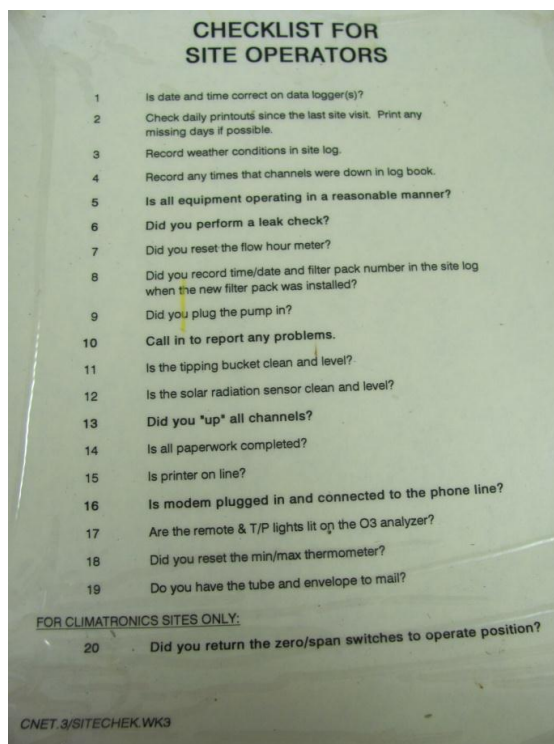 CHECKLIST FOR
SITE OPERATORS
1 Is date and time correct on data logger(s)?
2 Check daily printouts since the last site visit. Print any
missing days if possible.
3 Record weather conditions in site log.
4 Record any times that channels were down in log book.
5 Is all equipment operating in a reasonable manner?
6 Did you perform a leak check?
7 Did you reset the flow hour meter?
8 Did you record time/date and filter pack number in the site log
when the new filter pack was installed?
9 Did you plug the pump in?
10 Call in to report any problems.
11 Is the tipping bucket clean and level?
12 Is the solar radiation sensor clean and level?
13 Did you "up" all channels?
14 Is all paperwork completed?
15 Is printer on line?
16 Is modem plugged in and connected to the phone line?
17 Are the remote & T/P lights lit on the O3 analyzer?
18 Did you reset the min/max thermometer?
19 Do you have the tube and envelope to mail?
FOR CLIMATRONICS SITES ONLY:
20 Did you return the zero/span switches to operate position?
CNET.3/SITECHEK.WK3